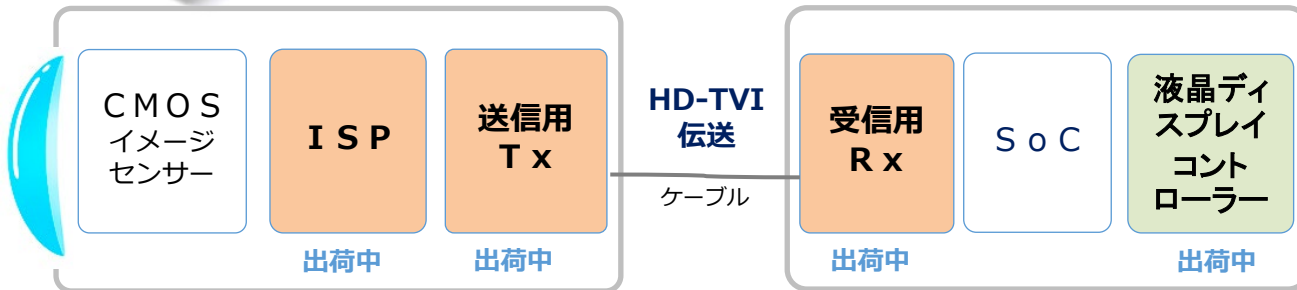 ＣＭＯＳ
イメージ
センサー
ＩＳＰ
送信用
Ｔｘ
HD-TVI
伝送
ケーブル
受信用
Ｒｘ
ＳｏＣ
液晶ディ
スプレイ
コント
ローラー
出荷中
出荷中
出荷中
出荷中